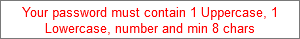 Your password must contain 1 Uppercase, 1
Lowercase, number and min 8 chars